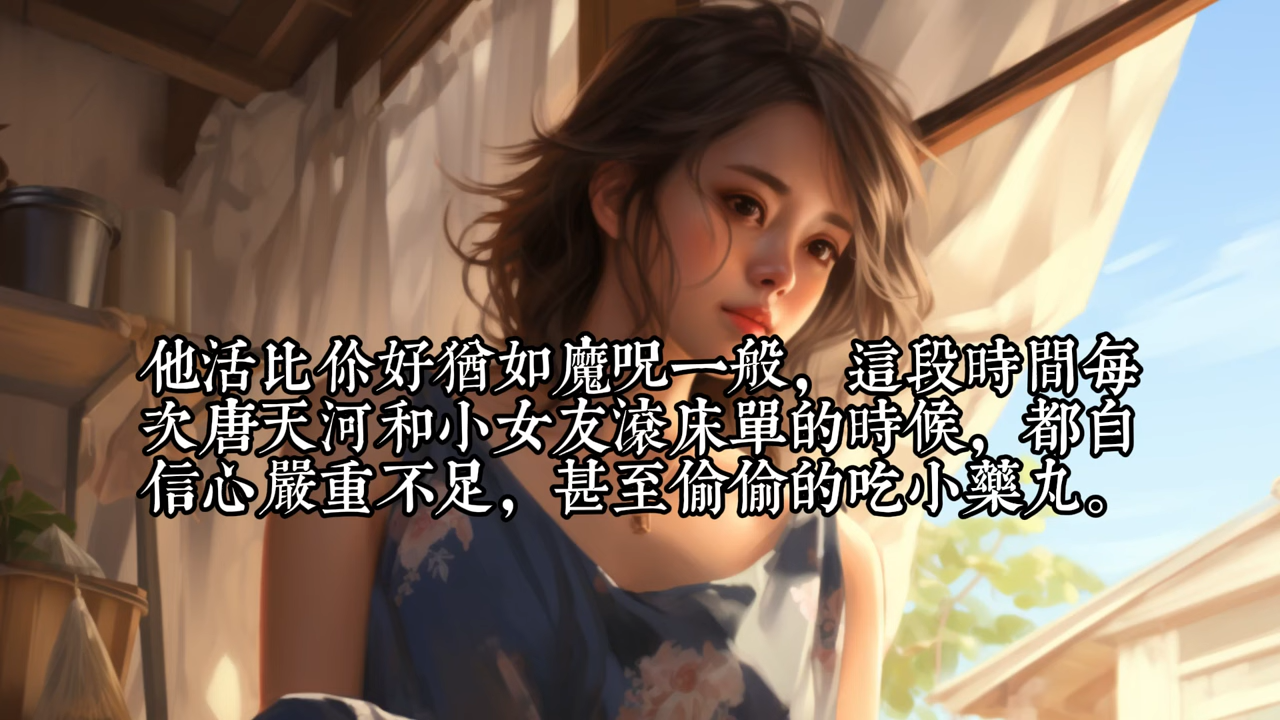 他活比你好猶如魔呪一般，這段時間每
次唐天河和小女友滾床單的時候，都自
信心嚴重不足，甚至偷偷的吃小藥丸。